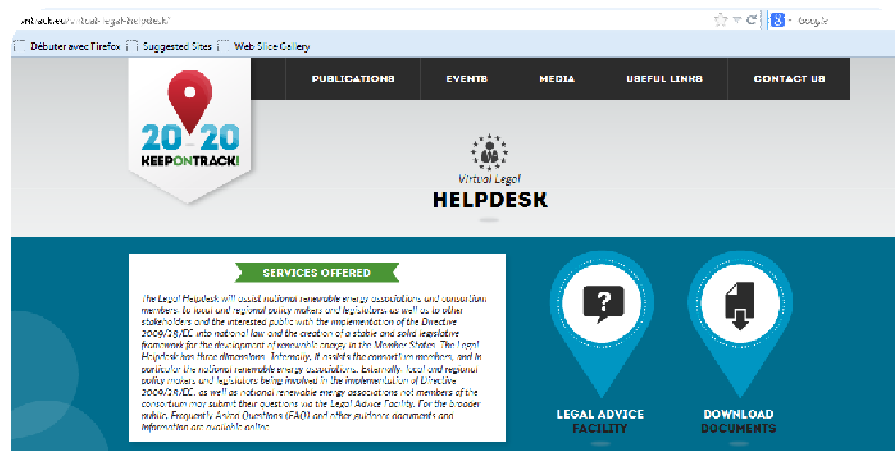 ontrack.eu/virtual-legal-helpdesk/
Google
Débuter avec Firefox Suggested Sites Web Slice Gallery
PUBLICATIONS EVENTS MEDIA USEFUL LINKS CONTACT US
20-20
KEEPONTRACK!
Virtual Legal
HELPDESK
SERVICES OFFERED
The Legal Helpdesk will assist national renewable energy associations and consortium
members, to local and regional policy makers and legislators, as well as to other
stakeholders and the interested public with the implementation of the Directive
2009/28/EC into national law and the creation of a stable and solid legislative
framework for the development of renewable energy in the Member States. The Legal
Helpdesk has three dimensions. Internally, it assists the consortium members, and in
particular the national renewable energy associations. Externally, local and regional
policy makers and legislators being involved in the implementation of Directive
2009/28/EC, as well as national renewable energy associations not members of the
consortium may submit their questions via the Legal Advice Facility. For the broader
public, Frequently Asked Questions (FAQ) and other guidance documents and
information are available online.
?
LEGAL ADVICE
FACILITY
DOWNLOAD
DOCUMENTS